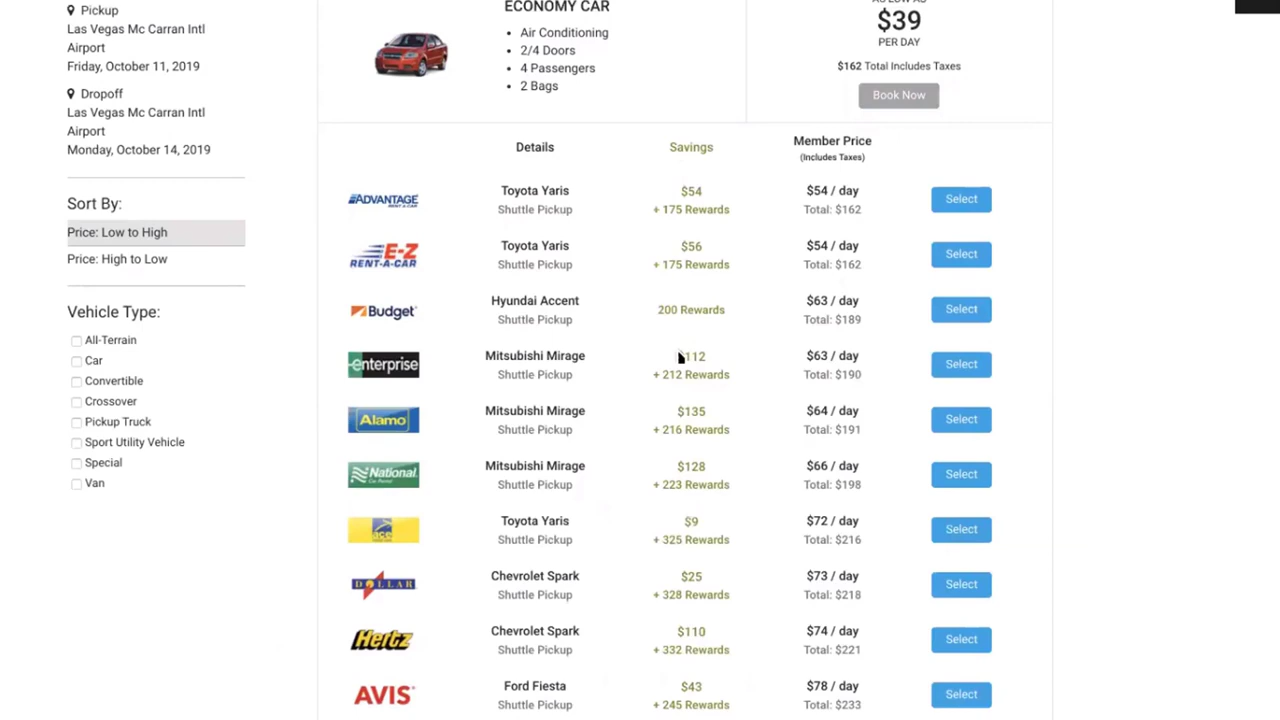 Pickup
Las Vegas Mc Carran Intl
Airport
Friday, October 11, 2019
Dropoff
Las Vegas Mc Carran Intl
Airport
Monday, October 14, 2019
Sort By:
Price: Low to High
Price: High to Low
Vehicle Type:
All-Terrain
Car
Convertible
Crossover
Pickup Truck
Sport Utility Vehicle
Special
Van
ECONOMY CAR
Air Conditioning
2/4 Doors
4 Passengers
2 Bags
$39
PER DAY
$162 Total Includes Taxes
Book Now
Details Savings Member Price
(Includes Taxes)
ADVANTAGE
RENT A CAR
Toyota Yaris $54 $54 / day
Shuttle Pickup + 175 Rewards Total: $162
Select
E-Z
RENT-A-CAR
Toyota Yaris $56 $54 / day
Shuttle Pickup + 175 Rewards Total: $162
Select
Budget
Hyundai Accent $63 / day
Shuttle Pickup 200 Rewards Total: $189
Select
enterprise
Mitsubishi Mirage 112 $63 / day
Shuttle Pickup + 212 Rewards Total: $190
Select
Alamo
Mitsubishi Mirage $135 $64 / day
Shuttle Pickup + 216 Rewards Total: $191
Select
National
Car Rental
Mitsubishi Mirage $128 $66 / day
Shuttle Pickup + 223 Rewards Total: $198
Select
ace
Toyota Yaris $9 $72 / day
Shuttle Pickup + 325 Rewards Total: $216
Select
DOLLAR
Chevrolet Spark $25 $73 / day
Shuttle Pickup + 328 Rewards Total: $218
Select
Hertz
Chevrolet Spark $110 $74 / day
Shuttle Pickup + 332 Rewards Total: $221
Select
AVIS
Ford Fiesta $43 $78 / day
Shuttle Pickup + 245 Rewards Total: $233
Select